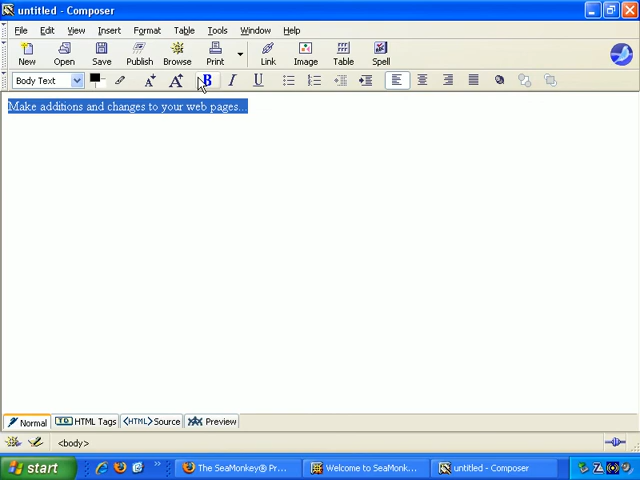 untitled - Composer
File Edit View Insert Format Table Tools Window Help
New Open Save Publish Browse Print Link Image Table Spell
Body Text A A B I U
Make additions and changes to your web pages...
Normal TD HTML Tags <HTML> Source Preview
<body>
start The SeaMonkey® Pr... Welcome to SeaMonk... untitled - Composer